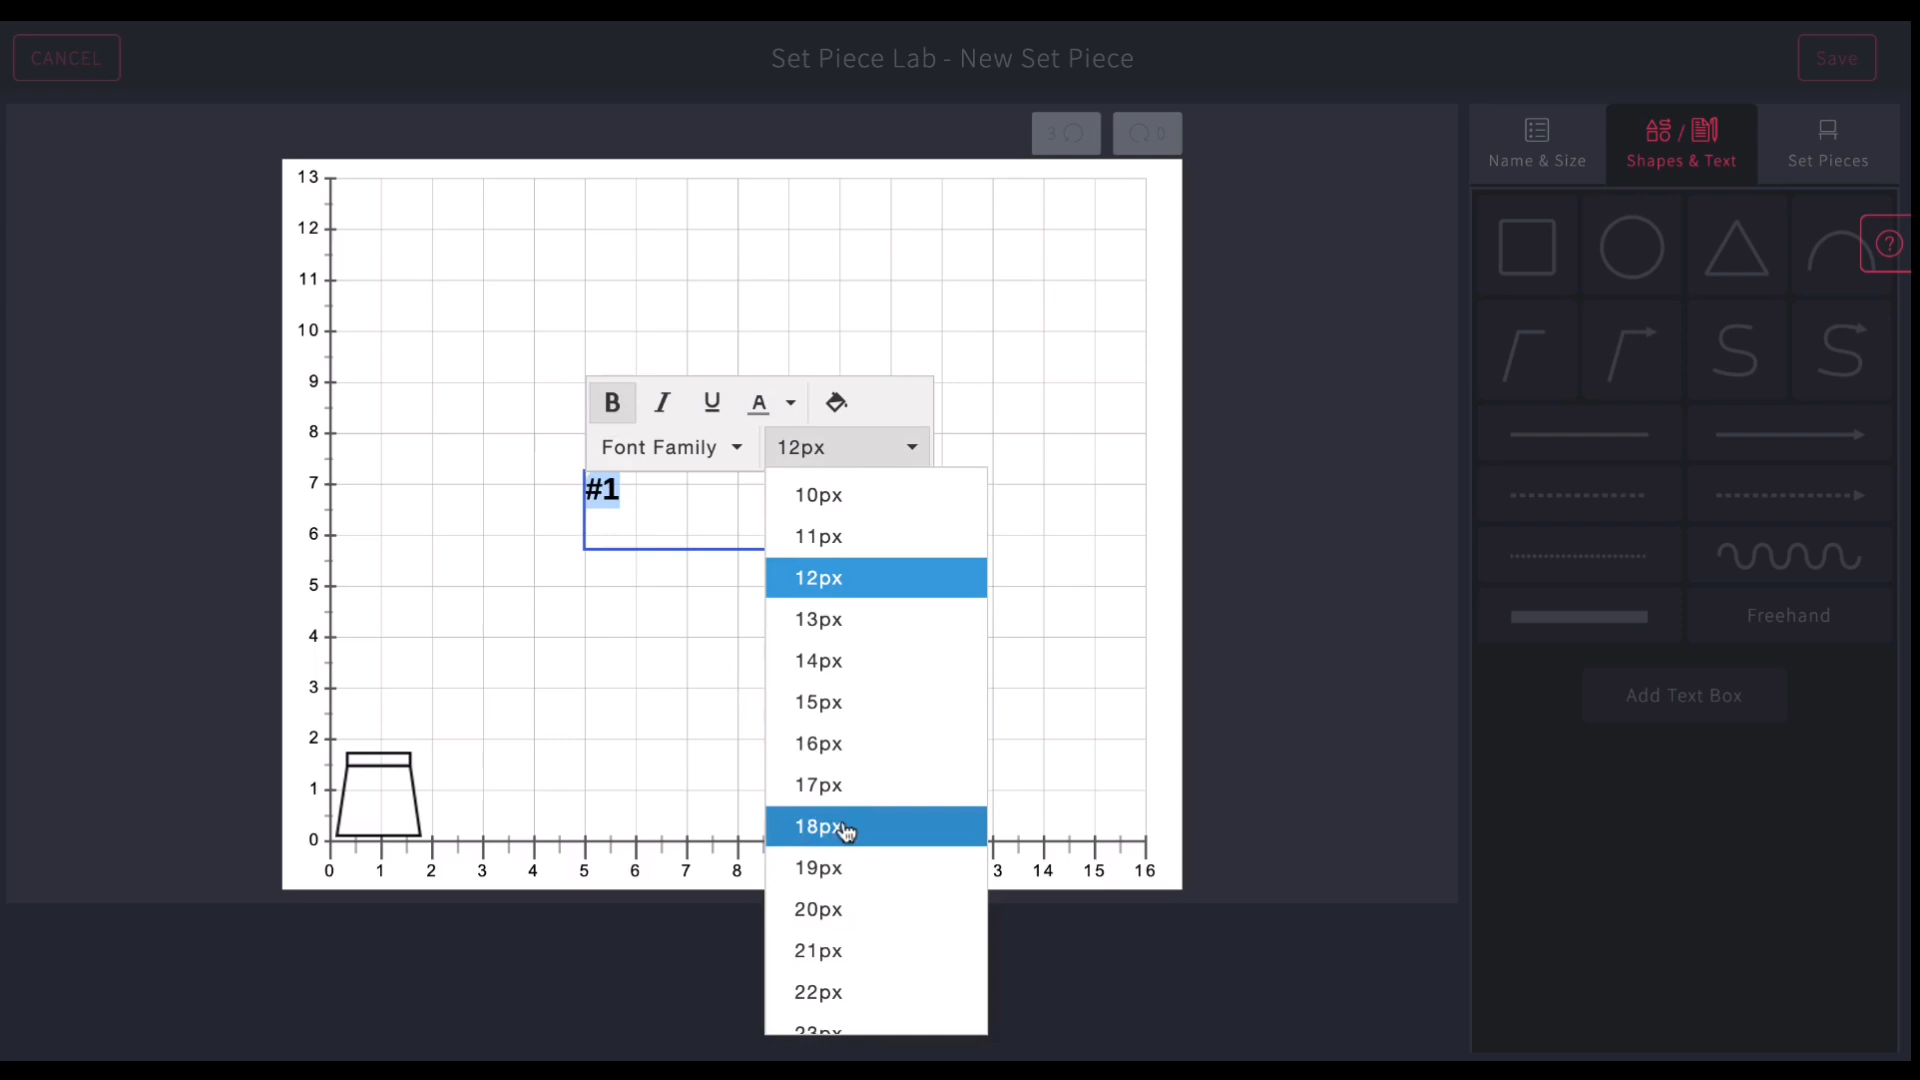 CANCEL
Set Piece Lab - New Set Piece
Save
3
0
Name & Size
Shapes & Text
Set Pieces
?
13
12
11
10
9
8
7
6
5
4
3
2
1
0
B I U A
Font Family
12px
#1
10px
11px
12px
13px
14px
15px
16px
17px
18px
19px
20px
21px
22px
23px
0 1 2 3 4 5 6 7 8 3 14 15 16
Freehand
Add Text Box